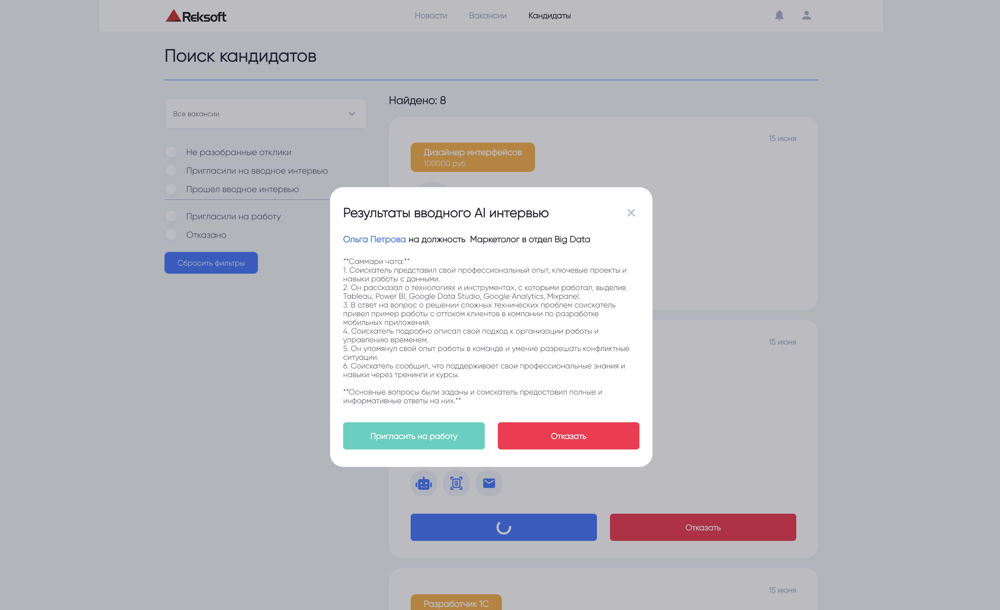 Reksoft
Новости
Вакансии
Кандидаты
Поиск кандидатов
Все вакансии
Не разобранные отклики
Пригласили на вводное интервью
Прошел вводное интервью
Пригласили на работу
Отказано
Сбросить фильтры
Найдено: 8
15 июня
Дизайнер интерфейсов
100000 руб.
Результаты вводного AI интервью
Ольга Петрова на должность Маркетолог в отдел Big Data
**Саммари чата:**
1. Соискатель представил свой профессиональный опыт, ключевые проекты и
навыки работы с данными.
2. Он рассказал о технологиях и инструментах, с которыми работал, выделив
Tableau, Power BI, Google Data Studio, Google Analytics, Mixpanel.
3. В ответ на вопрос о решении сложных технических проблем соискатель
привел пример работы с оттоком клиентов в компании по разработке
мобильных приложений.
4. Соискатель подробно описал свой подход к организации работы и
управлению временем.
5. Он упомянул свой опыт работы в команде и умение разрешать конфликтные
ситуации.
6. Соискатель сообщил, что поддерживает свои профессиональные знания и
навыки через тренинги и курсы.
**Основные вопросы были заданы и соискатель предоставил полные и
информативные ответы на них.**
Пригласить на работу
Отказать
15 июня
Отказать
15 июня
Разработчик 1С